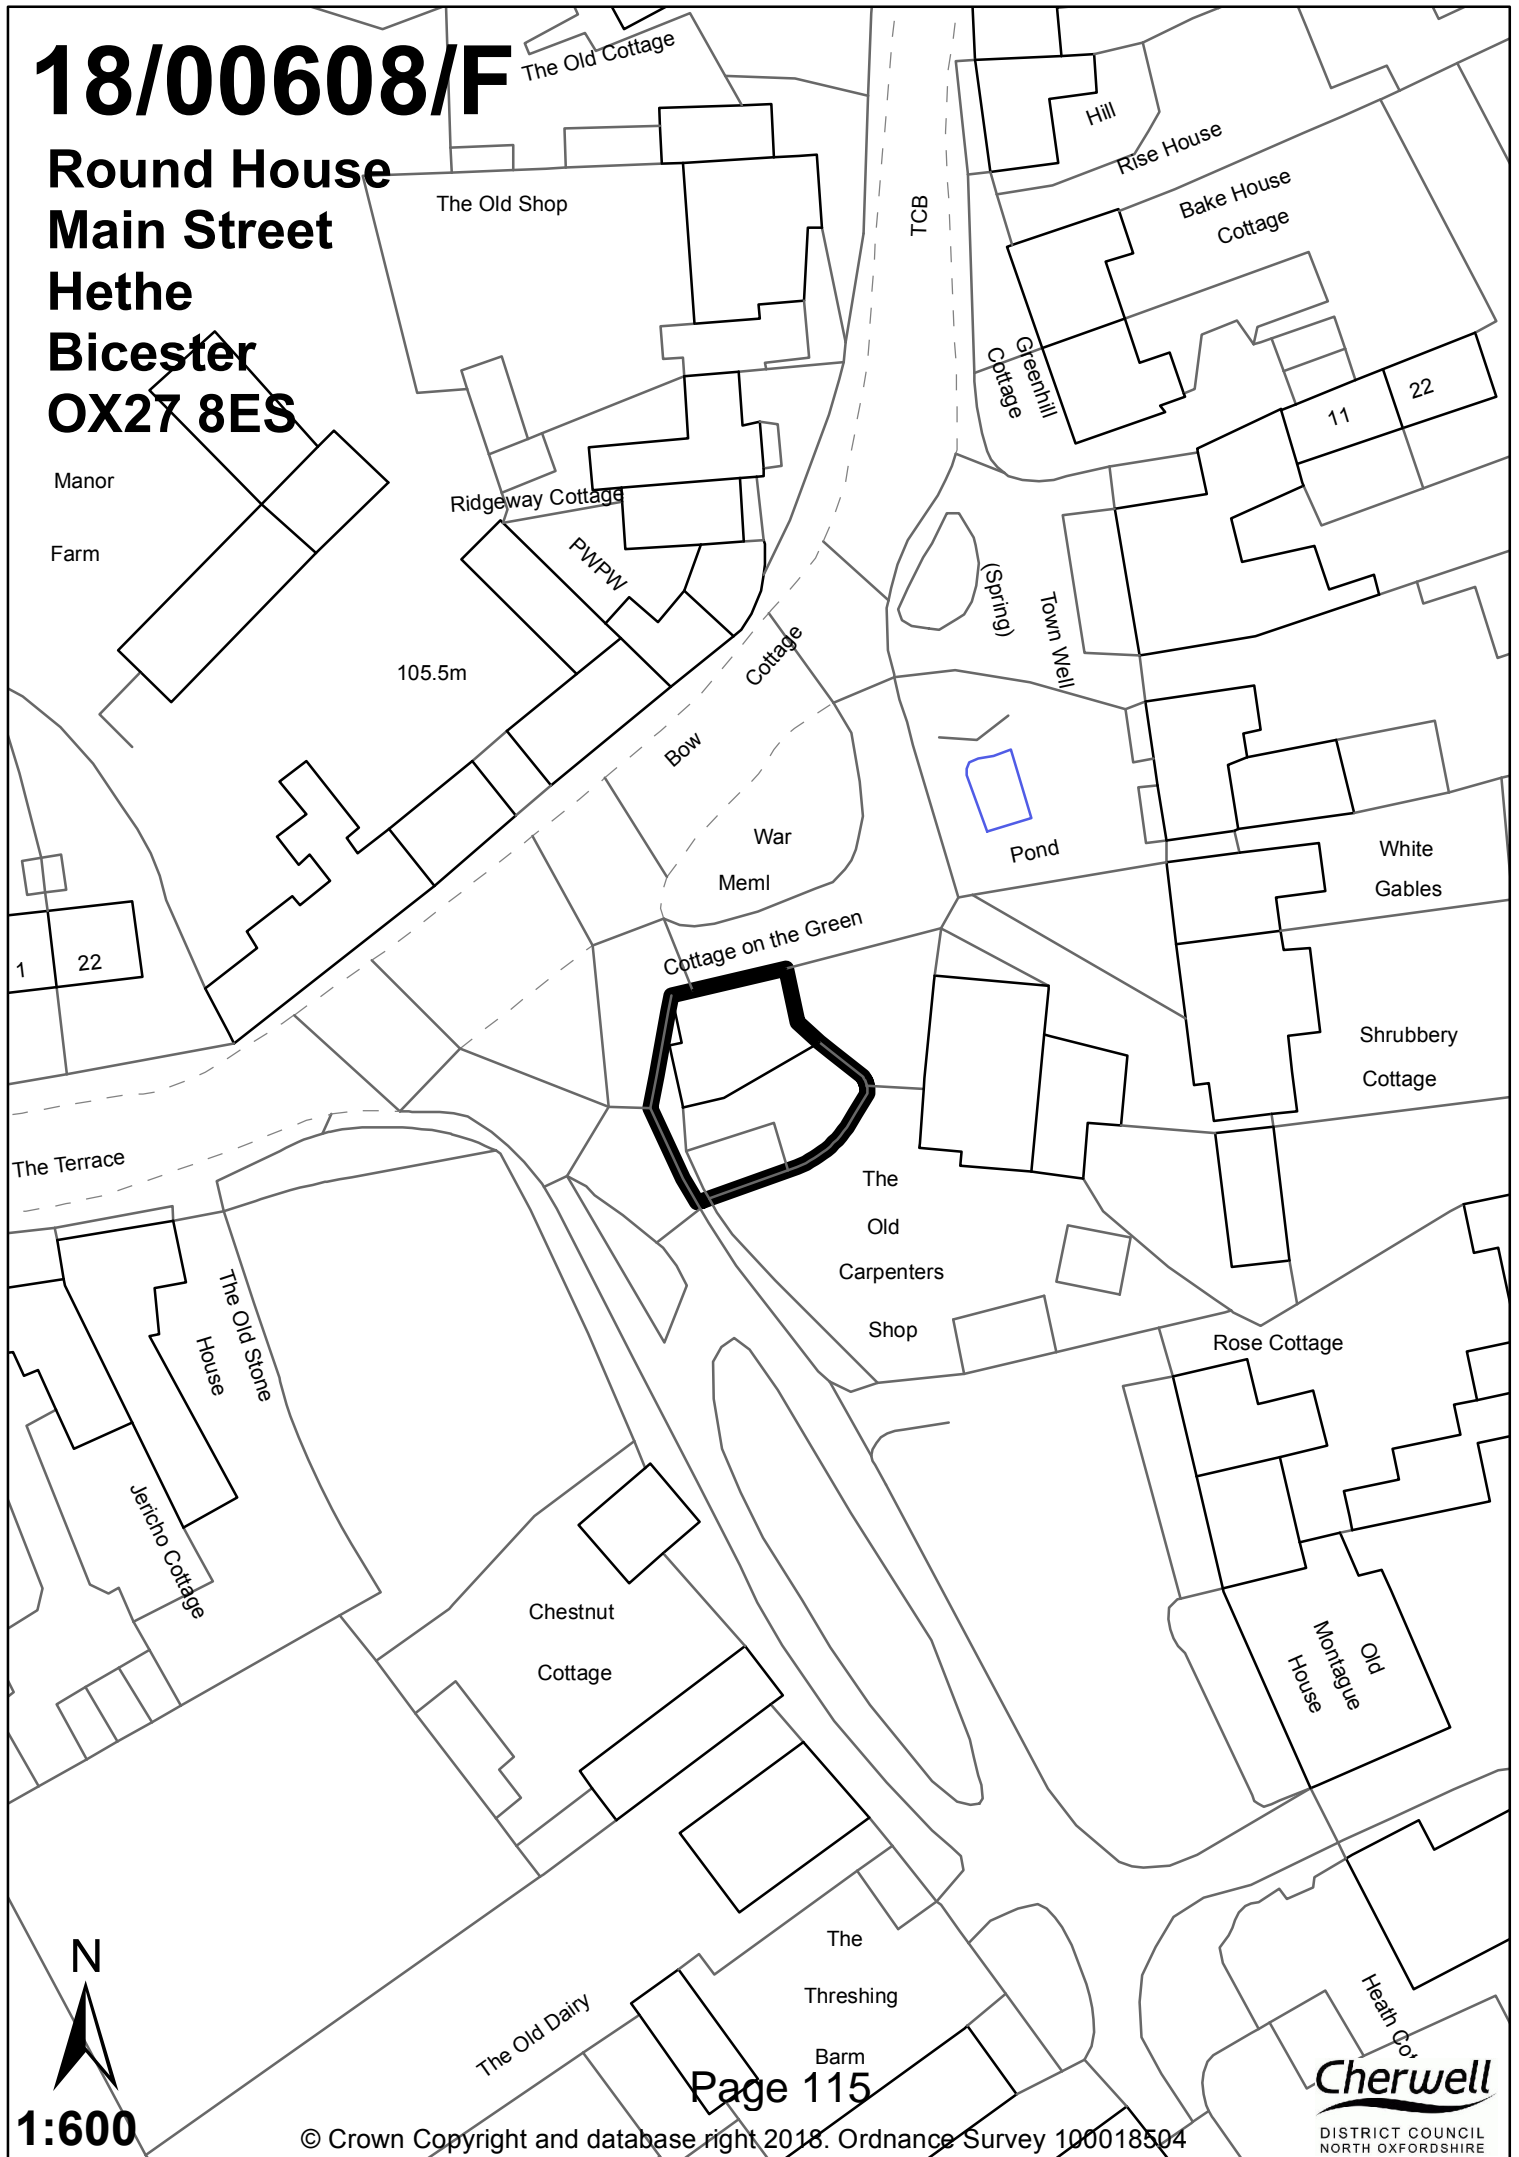 18/00608/F
Round House
Main Street
Hethe
Bicester
OX27 8ES
The Old Cottage
The Old Shop
TCB
Hill
Rise House
Bake House
Cottage
Greenhill
Cottage
11
22
Manor
Farm
Ridgeway Cottage
PWPW
105.5m
(Spring)
Town Well
Bow
Cottage
War
Meml
Pond
White
Gables
1
22
Cottage on the Green
Shrubbery
Cottage
The Terrace
The
Old
Carpenters
Shop
The Old Stone
House
Rose Cottage
Jericho Cottage
Chestnut
Cottage
Old
Montague
House
The
Threshing
Barm
The Old Dairy
Heath Cot
N
1:600
Page 115
© Crown Copyright and database right 2018. Ordnance Survey 100018504
Cherwell
DISTRICT COUNCIL
NORTH OXFORDSHIRE